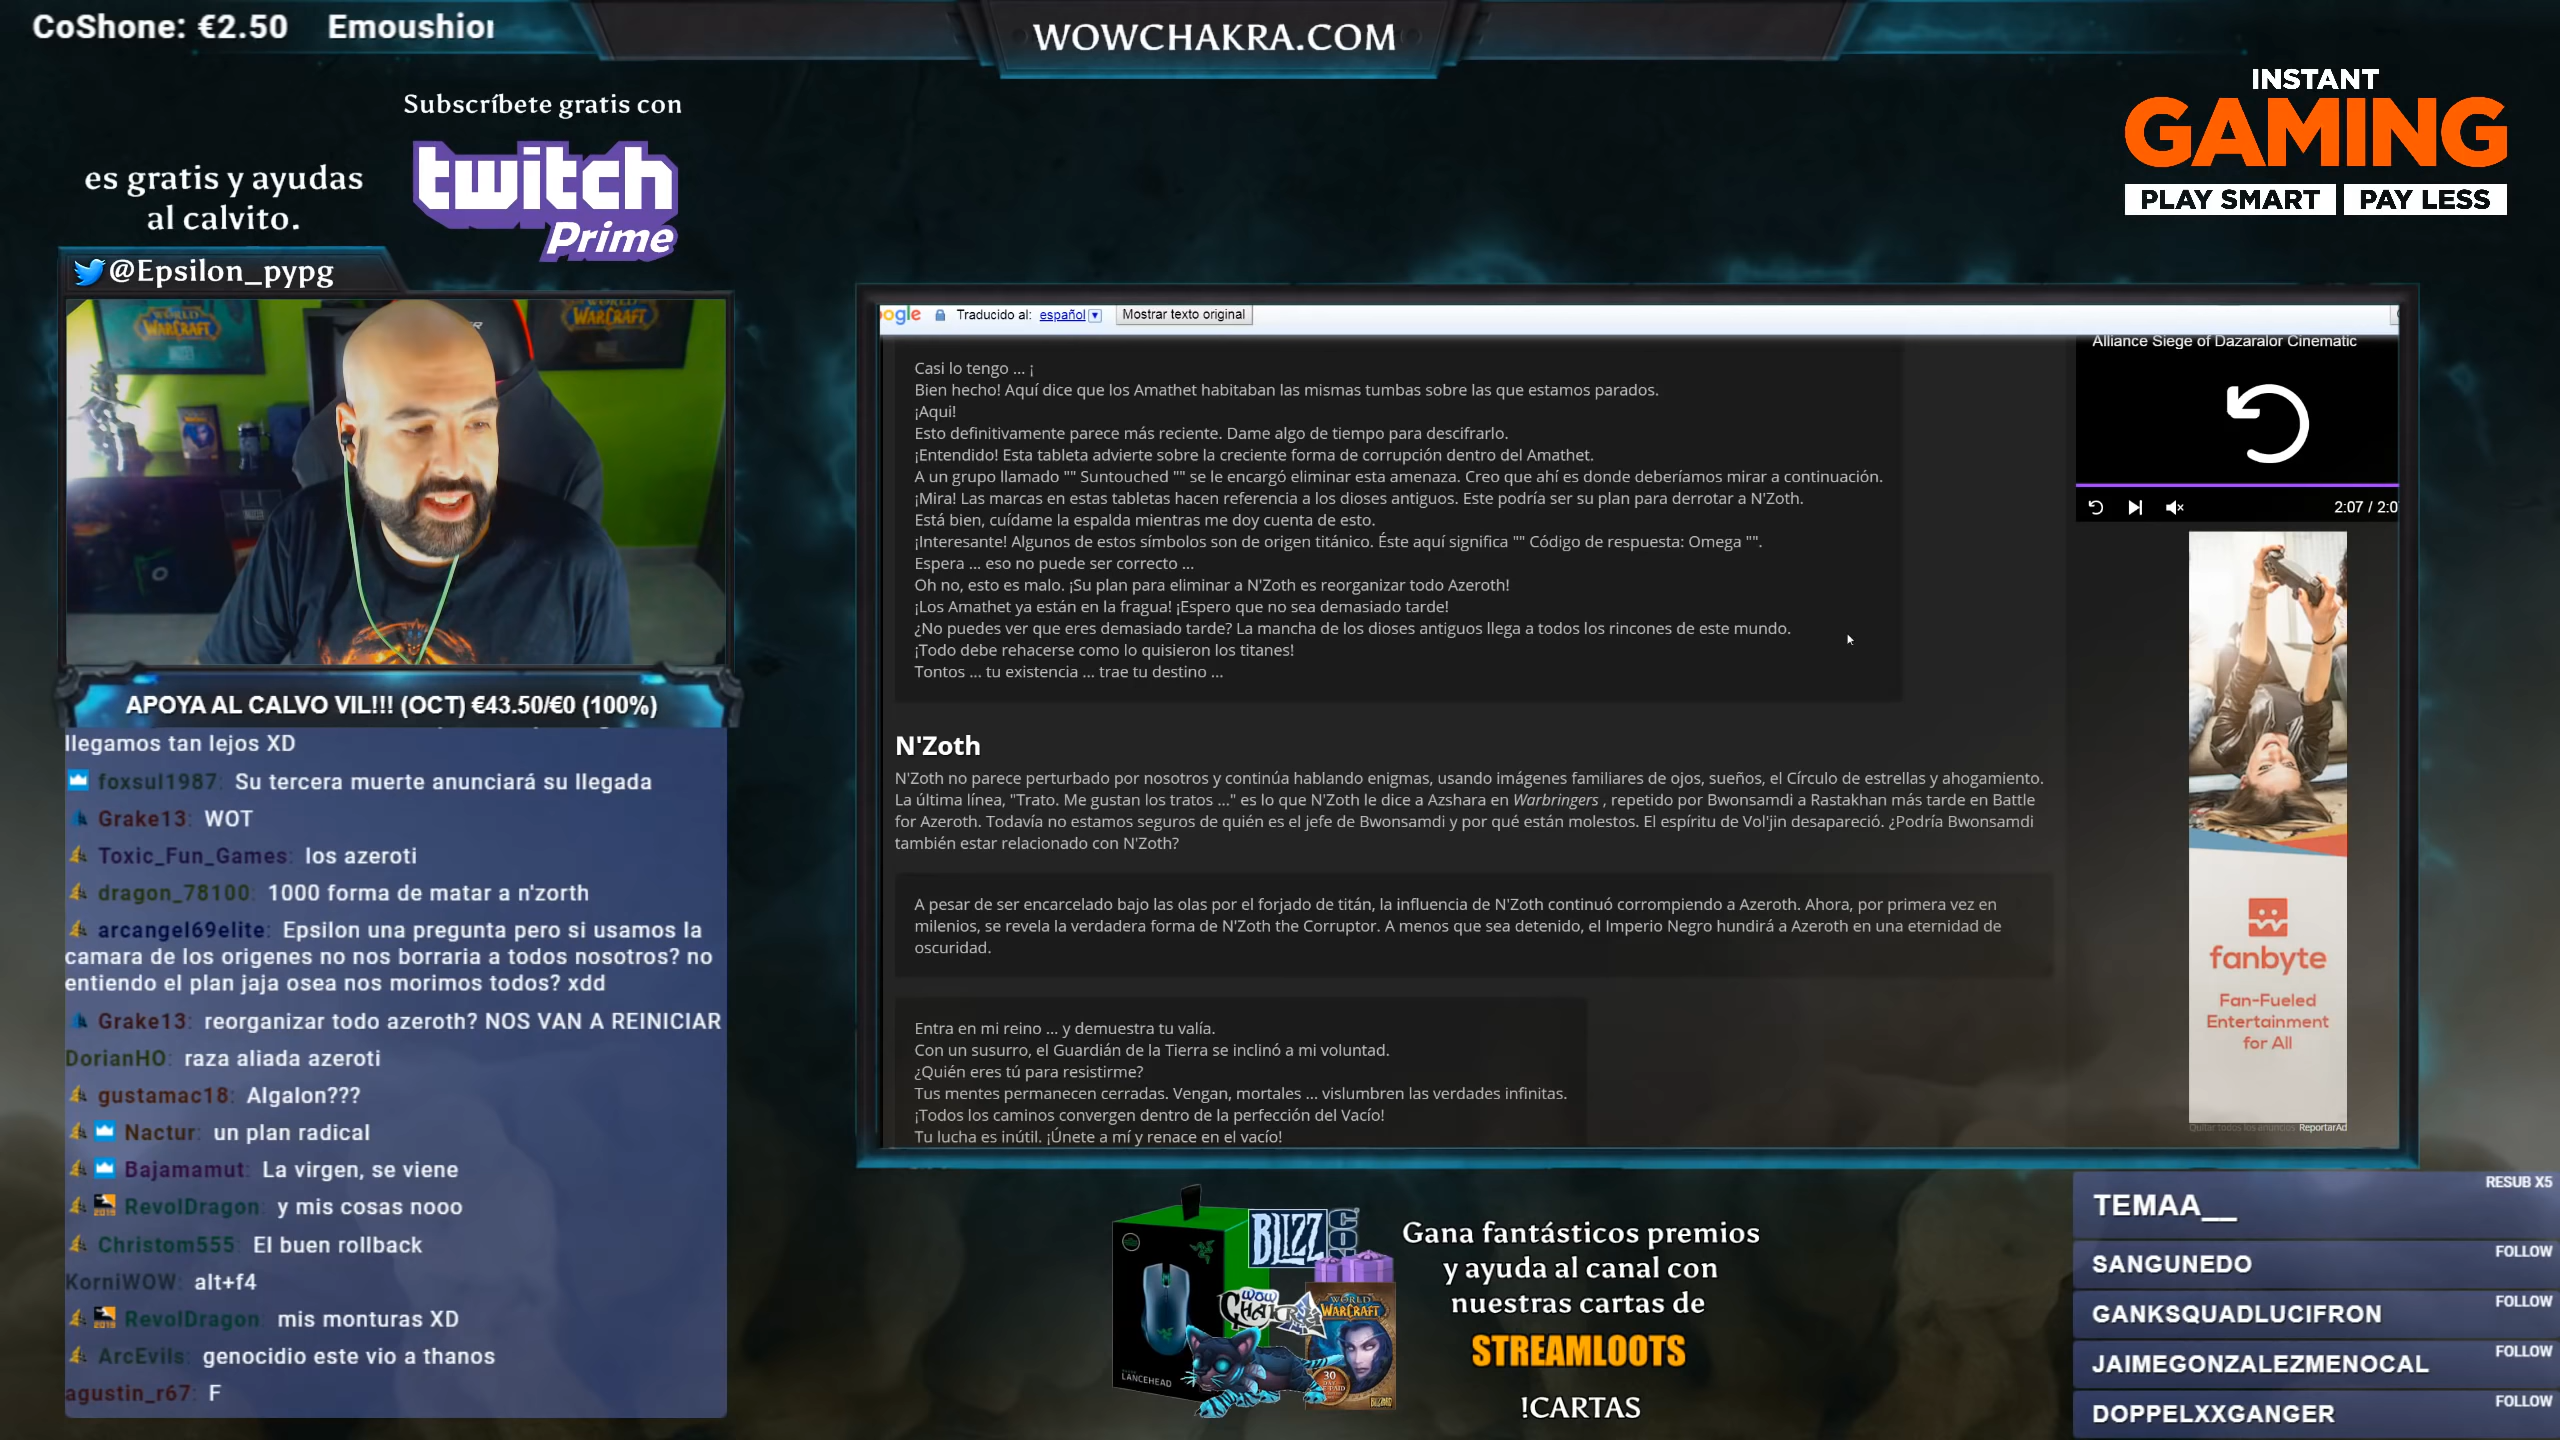 CoShone: €2.50 Emoushior
WOWCHAKRA.COM
INSTANT
GAMING
PLAY SMART PAY LESS
Subscríbete gratis con
twitch
Prime
es gratis y ayudas
al calvito.
@Epsilon_pypg
WORLD
WARCRAFT
WARCRAFT
APOYA AL CALVO VIL!!! (OCT) €43.50/€0 (100%)
llegamos tan lejos XD
foxsul1987: Su tercera muerte anunciará su llegada
Grake13: WOT
Toxic_Fun_Games: los azeroti
dragon_78100: 1000 forma de matar a n'zorth
arcangel69elite: Epsilon una pregunta pero si usamos la
camara de los origenes no nos borraria a todos nosotros? no
entiendo el plan jaja osea nos morimos todos? xdd
Grake13: reorganizar todo azeroth? NOS VAN A REINICIAR
DorianHO: raza aliada azeroti
gustamac18: Algalon???
Nactur: un plan radical
Bajamamut: La virgen, se viene
RevolDragon: y mis cosas nooo
Christom555: El buen rollback
KorniWOW: alt+f4
RevolDragon: mis monturas XD
ArcEvils: genocidio este vio a thanos
agustin_r67: F
ogle Traducido al: español Mostrar texto original
Casi lo tengo ... ¡
Bien hecho! Aquí dice que los Amathet habitaban las mismas tumbas sobre las que estamos parados.
¡Aqui!
Esto definitivamente parece más reciente. Dame algo de tiempo para descifrarlo.
¡Entendido! Esta tableta advierte sobre la creciente forma de corrupción dentro del Amathet.
A un grupo llamado "" Suntouched "" se le encargó eliminar esta amenaza. Creo que ahí es donde deberíamos mirar a continuación.
¡Mira! Las marcas en estas tabletas hacen referencia a los dioses antiguos. Este podría ser su plan para derrotar a N'Zoth.
Está bien, cuídame la espalda mientras me doy cuenta de esto.
¡Interesante! Algunos de estos símbolos son de origen titánico. Éste aquí significa "" Código de respuesta: Omega "".
Espera ... eso no puede ser correcto ...
Oh no, esto es malo. ¡Su plan para eliminar a N'Zoth es reorganizar todo Azeroth!
¡Los Amathet ya están en la fragua! ¡Espero que no sea demasiado tarde!
¿No puedes ver que eres demasiado tarde? La mancha de los dioses antiguos llega a todos los rincones de este mundo.
¡Todo debe rehacerse como lo quisieron los titanes!
Tontos ... tu existencia ... trae tu destino ...
N'Zoth
N'Zoth no parece perturbado por nosotros y continúa hablando enigmas, usando imágenes familiares de ojos, sueños, el Círculo de estrellas y ahogamiento.
La última línea, "Trato. Me gustan los tratos ..." es lo que N'Zoth le dice a Azshara en Warbringers , repetido por Bwonsamdi a Rastakhan más tarde en Battle
for Azeroth. Todavía no estamos seguros de quién es el jefe de Bwonsamdi y por qué están molestos. El espíritu de Vol'jin desapareció. ¿Podría Bwonsamdi
también estar relacionado con N'Zoth?
A pesar de ser encarcelado bajo las olas por el forjado de titán, la influencia de N'Zoth continuó corrompiendo a Azeroth. Ahora, por primera vez en
milenios, se revela la verdadera forma de N'Zoth the Corruptor. A menos que sea detenido, el Imperio Negro hundirá a Azeroth en una eternidad de
oscuridad.
Entra en mi reino ... y demuestra tu valía.
Con un susurro, el Guardián de la Tierra se inclinó a mi voluntad.
¿Quién eres tú para resistirme?
Tus mentes permanecen cerradas. Vengan, mortales ... vislumbren las verdades infinitas.
¡Todos los caminos convergen dentro de la perfección del Vacío!
Tu lucha es inútil. ¡Únete a mí y renace en el vacío!
Alliance Siege of Dazaralor Cinematic
2:07 / 2:0
fanbyte
Fan-Fueled
Entertainment
for All
Quitar todos los anuncios ReportarAd
BLIZZ
CON
WOW
CHAKRA
WORLD
WARCRAFT
30
LANCEHEAD
Gana fantásticos premios
y ayuda al canal con
nuestras cartas de
STREAMLOOTS
!CARTAS
RESUB X5
TEMAA__
FOLLOW
SANGUNEDO
FOLLOW
GANKSQUADLUCIFRON
FOLLOW
JAIMEGONZALEZMENOCAL
FOLLOW
DOPPELXXGANGER